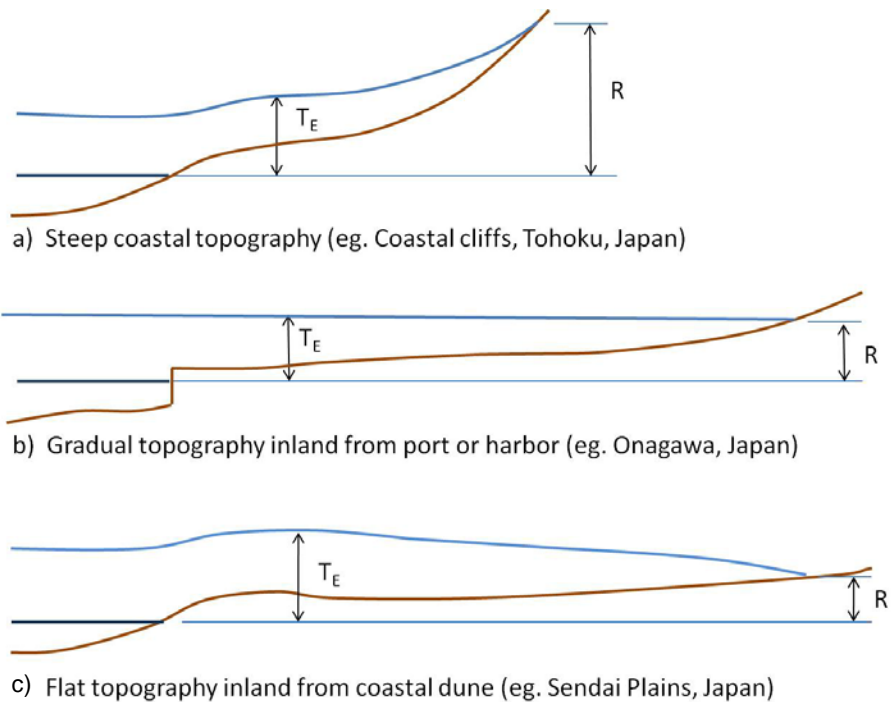 R
T_E
a) Steep coastal topography (eg. Coastal cliffs, Tohoku, Japan)
T_E
R
b) Gradual topography inland from port or harbor (eg. Onagawa, Japan)
T_E
R
c) Flat topography inland from coastal dune (eg. Sendai Plains, Japan)